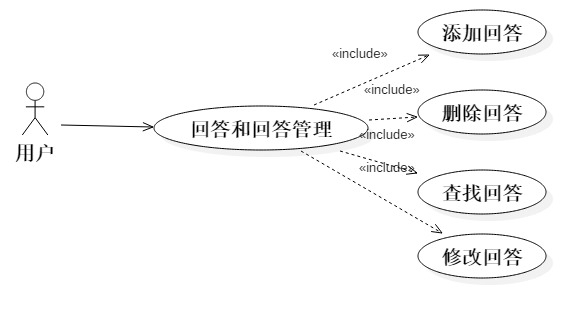 添加回答
«include»
«include»
删除回答
用户
回答和回答管理
«include»
«include»
查找回答
修改回答